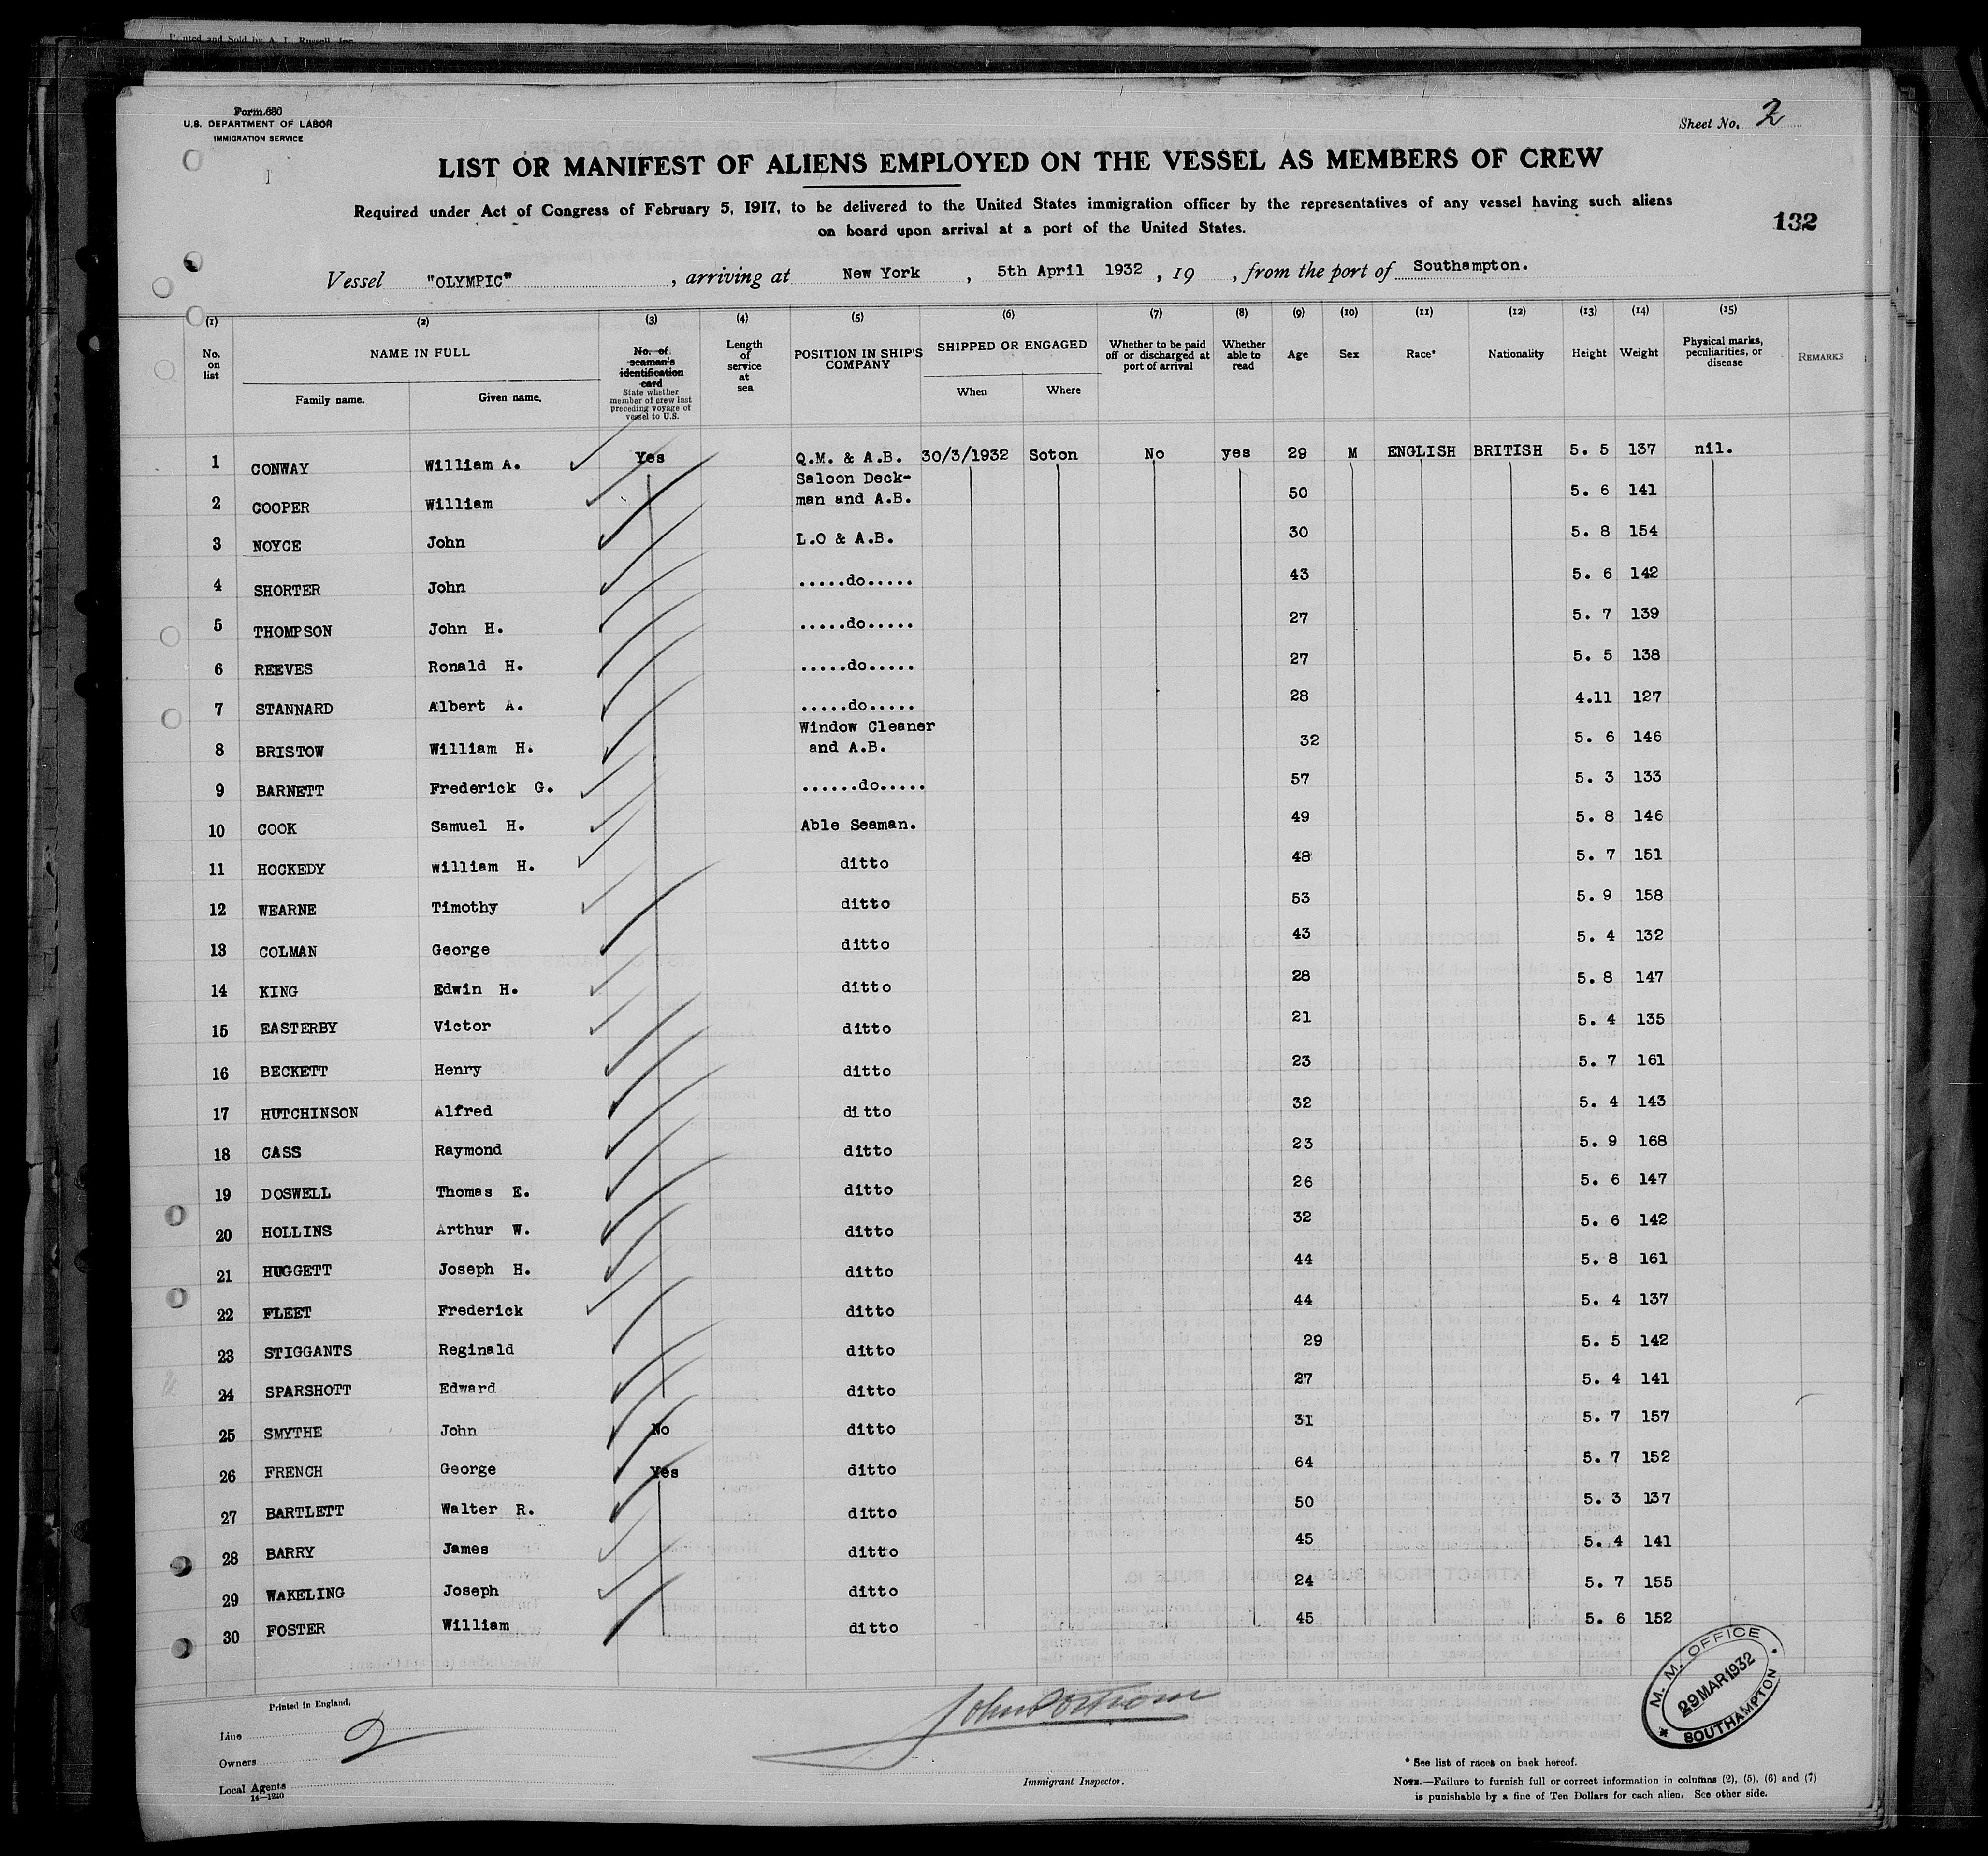 Form 680
U.S. DEPARTMENT OF LABOR
IMMIGRATION SERVICE
Sheet No. 2
LIST OR MANIFEST OF ALIENS EMPLOYED ON THE VESSEL AS MEMBERS OF CREW
Required under Act of Congress of February 5, 1917, to be delivered to the United States immigration officer by the representatives of any vessel having such aliens
on board upon arrival at a port of the United States.
132
Vessel "OLYMPIC", arriving at New York, 5th April 1932, 19 , from the port of Southampton.
(1) (2) (3) (4) (5) (6) (7) (8) (9) (10) (11) (12) (13) (14) (15)
No. on list
NAME IN FULL
Family name. Given name.
No. of seaman's identification card
State whether member of crew last preceding voyage of vessel to U.S.
Length of service at sea
POSITION IN SHIP'S COMPANY
SHIPPED OR ENGAGED
When Where
Whether to be paid off or discharged at port of arrival
Whether able to read
Age
Sex
Race*
Nationality
Height
Weight
Physical marks, peculiarities, or disease
REMARKS
1 CONWAY William A. Yes Q.M. & A.B. 30/3/1932 Soton No yes 29 M ENGLISH BRITISH 5. 5 137 nil.
2 COOPER William Saloon Deck-man and A.B. 50 5. 6 141
3 NOYCE John L.O & A.B. 30 5. 8 154
4 SHORTER John .....do..... 43 5. 6 142
5 THOMPSON John H. .....do..... 27 5. 7 139
6 REEVES Ronald H. .....do..... 27 5. 5 138
7 STANNARD Albert A. .....do..... 28 4.11 127
8 BRISTOW William H. Window Cleaner and A.B. 32 5. 6 146
9 BARNETT Frederick G. ......do..... 57 5. 3 133
10 COOK Samuel H. Able Seaman. 49 5. 8 146
11 HOCKEDY william H. ditto 48 5. 7 151
12 WEARNE Timothy ditto 53 5. 9 158
13 COLMAN George ditto 43 5. 4 132
14 KING Edwin H. ditto 28 5. 8 147
15 EASTERBY Victor ditto 21 5. 4 135
16 BECKETT Henry ditto 23 5. 7 161
17 HUTCHINSON Alfred ditto 32 5. 4 143
18 CASS Raymond ditto 23 5. 9 168
19 DOSWELL Thomas E. ditto 26 5. 6 147
20 HOLLINS Arthur W. ditto 32 5. 6 142
21 HUGGETT Joseph H. ditto 44 5. 8 161
22 FLEET Frederick ditto 44 5. 4 137
23 STIGGANTS Reginald ditto 29 5. 5 142
24 SPARSHOTT Edward ditto 27 5. 4 141
25 SMYTHE John No ditto 31 5. 7 157
26 FRENCH George Yes ditto 64 5. 7 152
27 BARTLETT Walter R. ditto 50 5. 3 137
28 BARRY James ditto 45 5. 4 141
29 WAKELING Joseph ditto 24 5. 7 155
30 FOSTER William ditto 45 5. 6 152
M. M. OFFICE
29 MAR 1932
SOUTHAMPTON
Printed in England.
Line
2
Owners
Local Agents
14—1240
Immigrant Inspector.
* See list of races on back hereof.
NOTE.—Failure to furnish full or correct information in columns (2), (5), (6) and (7)
is punishable by a fine of Ten Dollars for each alien. See other side.